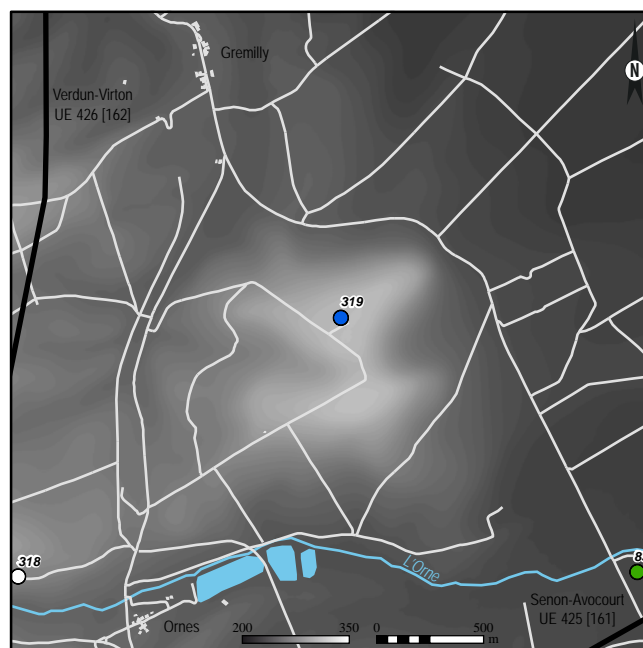 Gremilly
N
Verdun-Virton
UE 426 [162]
319
318
L'Orne
Senon-Avocourt
UE 425 [161]
Ornes
200 350 0 500
m